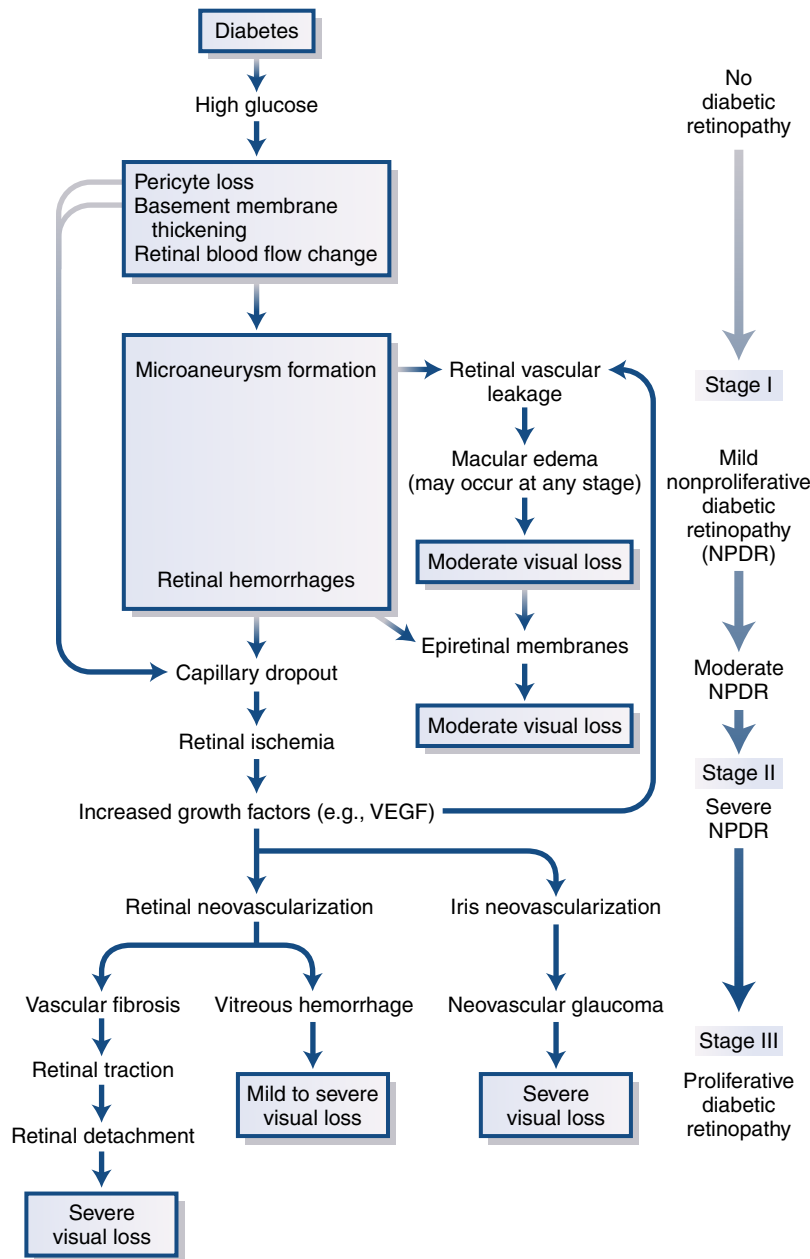 Diabetes
High glucose
Pericyte loss
Basement membrane
thickening
Retinal blood flow change
Microaneurysm formation
Retinal hemorrhages
Retinal vascular
leakage
Macular edema
(may occur at any stage)
Moderate visual loss
Epiretinal membranes
Moderate visual loss
Capillary dropout
Retinal ischemia
Increased growth factors (e.g., VEGF)
Retinal neovascularization
Iris neovascularization
Vascular fibrosis
Vitreous hemorrhage
Neovascular glaucoma
Retinal traction
Mild to severe
visual loss
Severe
visual loss
Retinal detachment
Severe
visual loss
No
diabetic
retinopathy
Stage I
Mild
nonproliferative
diabetic
retinopathy
(NPDR)
Moderate
NPDR
Stage II
Severe
NPDR
Stage III
Proliferative
diabetic
retinopathy